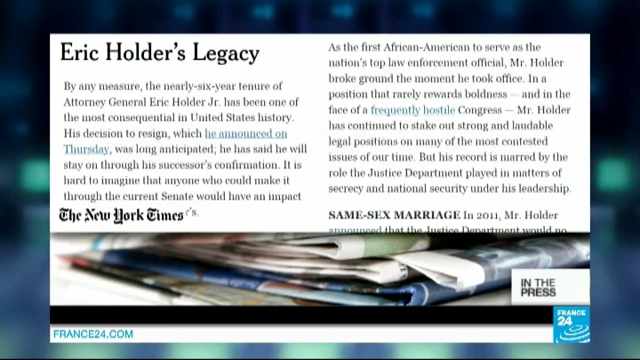 Eric Holder's Legacy
By any measure, the nearly-six-year tenure of
Attorney General Eric Holder Jr. has been one of
the most consequential in United States history.
His decision to resign, which he announced on
Thursday, was long anticipated; he has said he will
stay on through his successor's confirmation. It is
hard to imagine that anyone who could make it
through the current Senate would have an impact
The New York Times r's.
As the first African-American to serve as the
nation's top law enforcement official, Mr. Holder
broke ground the moment he took office. In a
position that rarely rewards boldness — and in the
face of a frequently hostile Congress — Mr. Holder
has continued to stake out strong and laudable
legal positions on many of the most contested
issues of our time. But his record is marred by the
role the Justice Department played in matters of
secrecy and national security under his leadership.
SAME-SEX MARRIAGE In 2011, Mr. Holder
announced that the Justice Department would no
IN THE
PRESS
FRANCE
24
FRANCE24.COM